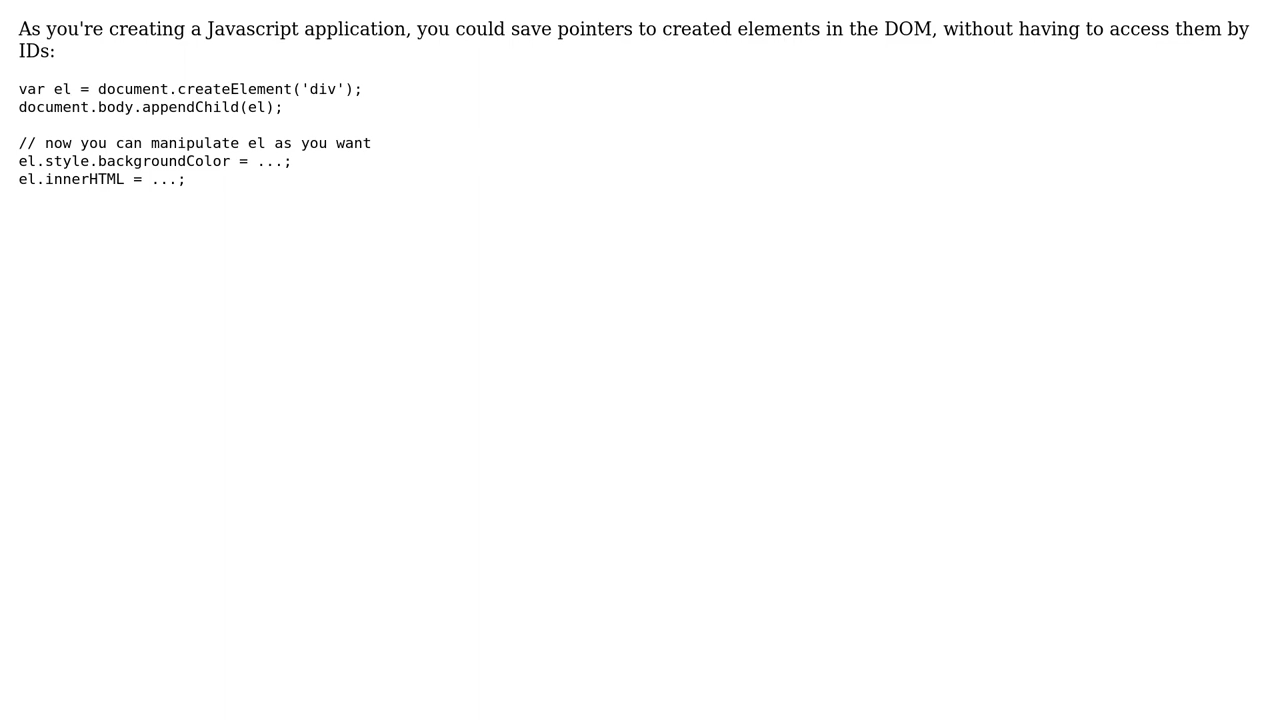 As you're creating a Javascript application, you could save pointers to created elements in the DOM, without having to access them by
IDs:
var el = document.createElement('div');
document.body.appendChild(el);
// now you can manipulate el as you want
el.style.backgroundColor = ...;
el.innerHTML = ...;